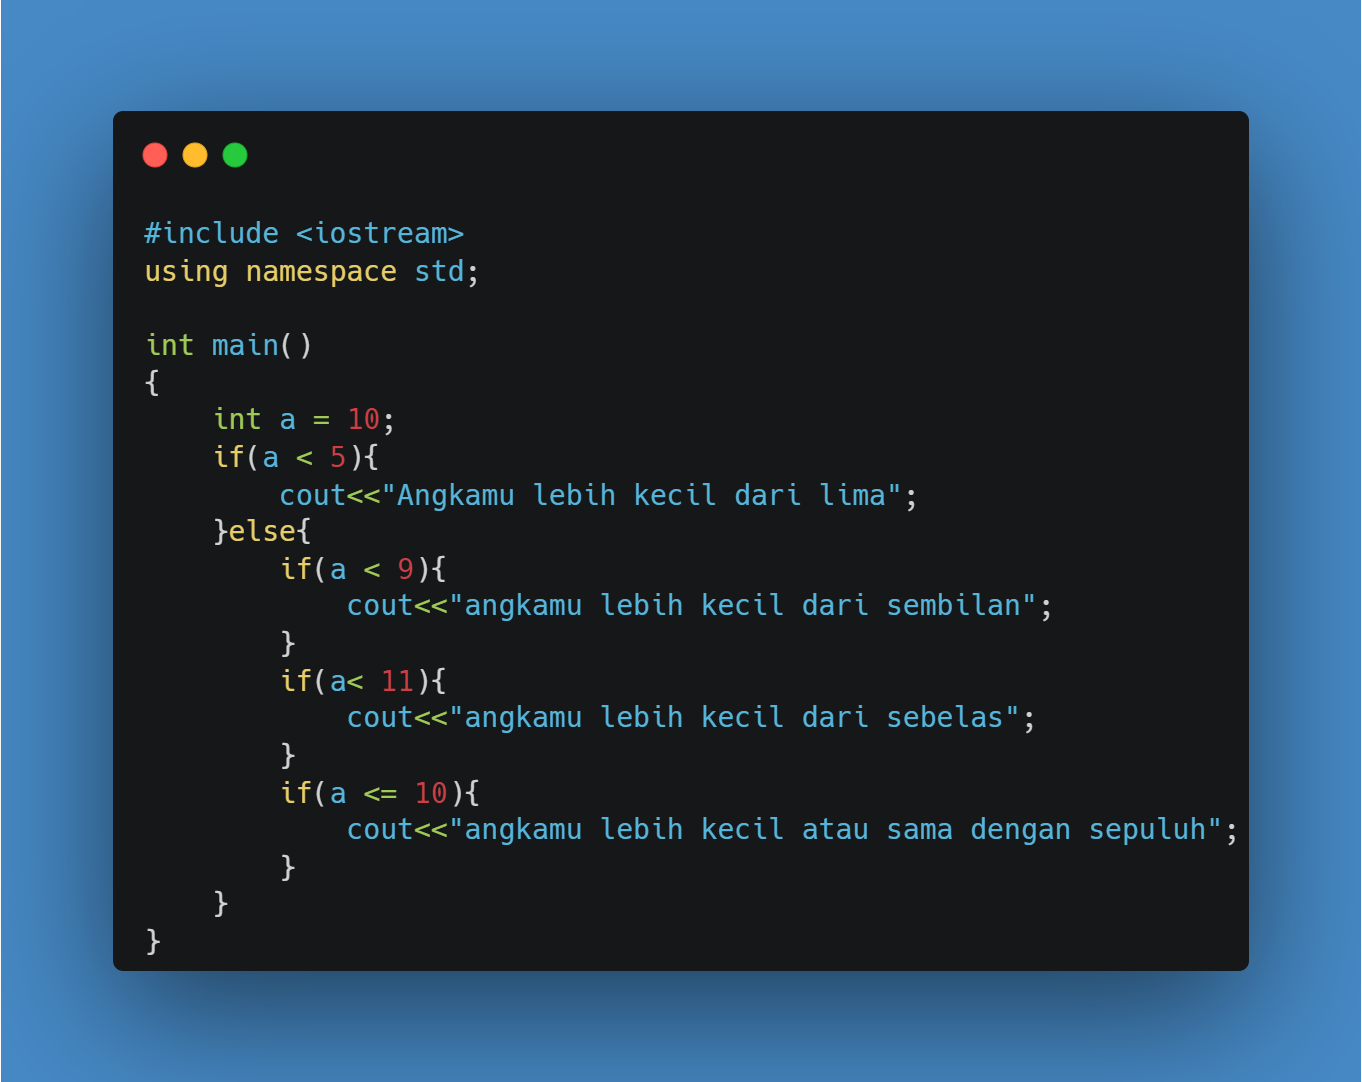 #include <iostream>
using namespace std;

int main()
{
    int a = 10;
    if(a < 5){
        cout<<"Angkamu lebih kecil dari lima";
    }else{
        if(a < 9){
            cout<<"angkamu lebih kecil dari sembilan";
        }
        if(a< 11){
            cout<<"angkamu lebih kecil dari sebelas";
        }
        if(a <= 10){
            cout<<"angkamu lebih kecil atau sama dengan sepuluh";
        }
    }
}